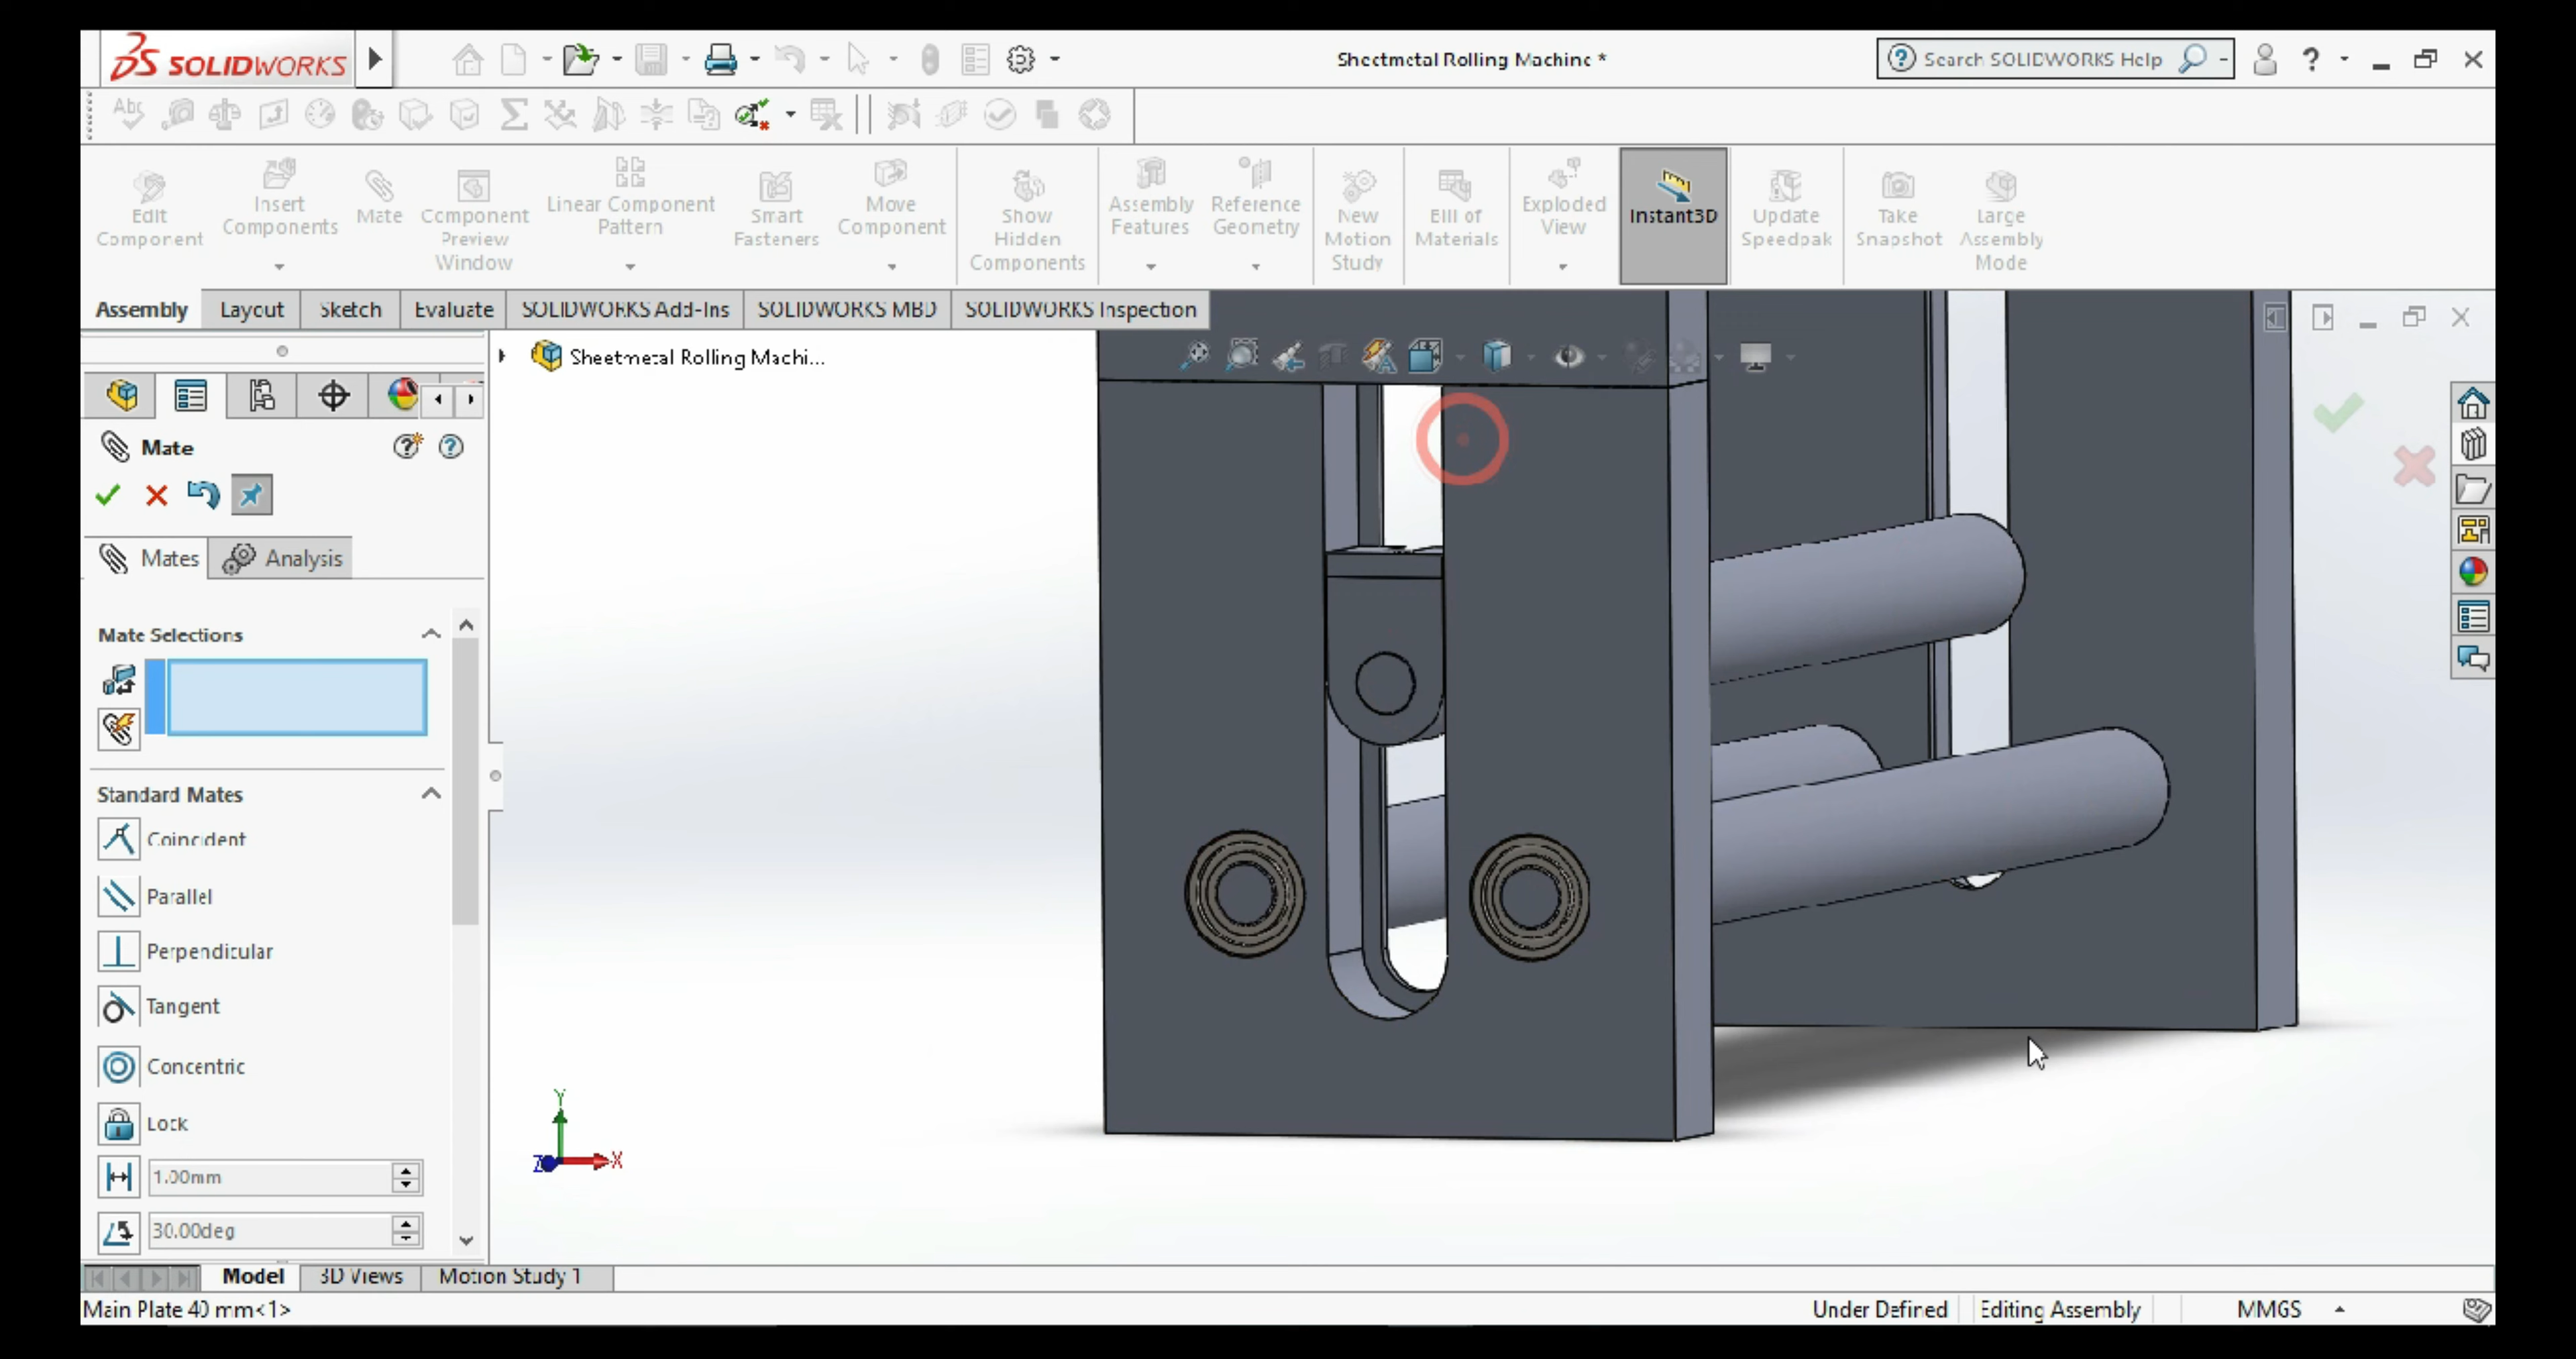 SOLIDWORKS
Sheetmetal Rolling Machine *
Search SOLIDWORKS Help
?
Abc
Edit Component
Insert Components
Mate
Component Preview Window
Linear Component Pattern
Smart Fasteners
Move Component
Show Hidden Components
Assembly Features
Reference Geometry
New Motion Study
Bill of Materials
Exploded View
Instant3D
Update Speedpak
Take Snapshot
Large Assembly Mode
Assembly
Layout
Sketch
Evaluate
SOLIDWORKS Add-Ins
SOLIDWORKS MBD
SOLIDWORKS Inspection
Sheetmetal Rolling Machi...
Mate
Mates
Analysis
Mate Selections
Standard Mates
Coincident
Parallel
Perpendicular
Tangent
Concentric
Lock
1.00mm
30.00deg
Y
Z
X
Model
3D Views
Motion Study 1
Main Plate 40 mm<1>
Under Defined
Editing Assembly
MMGS